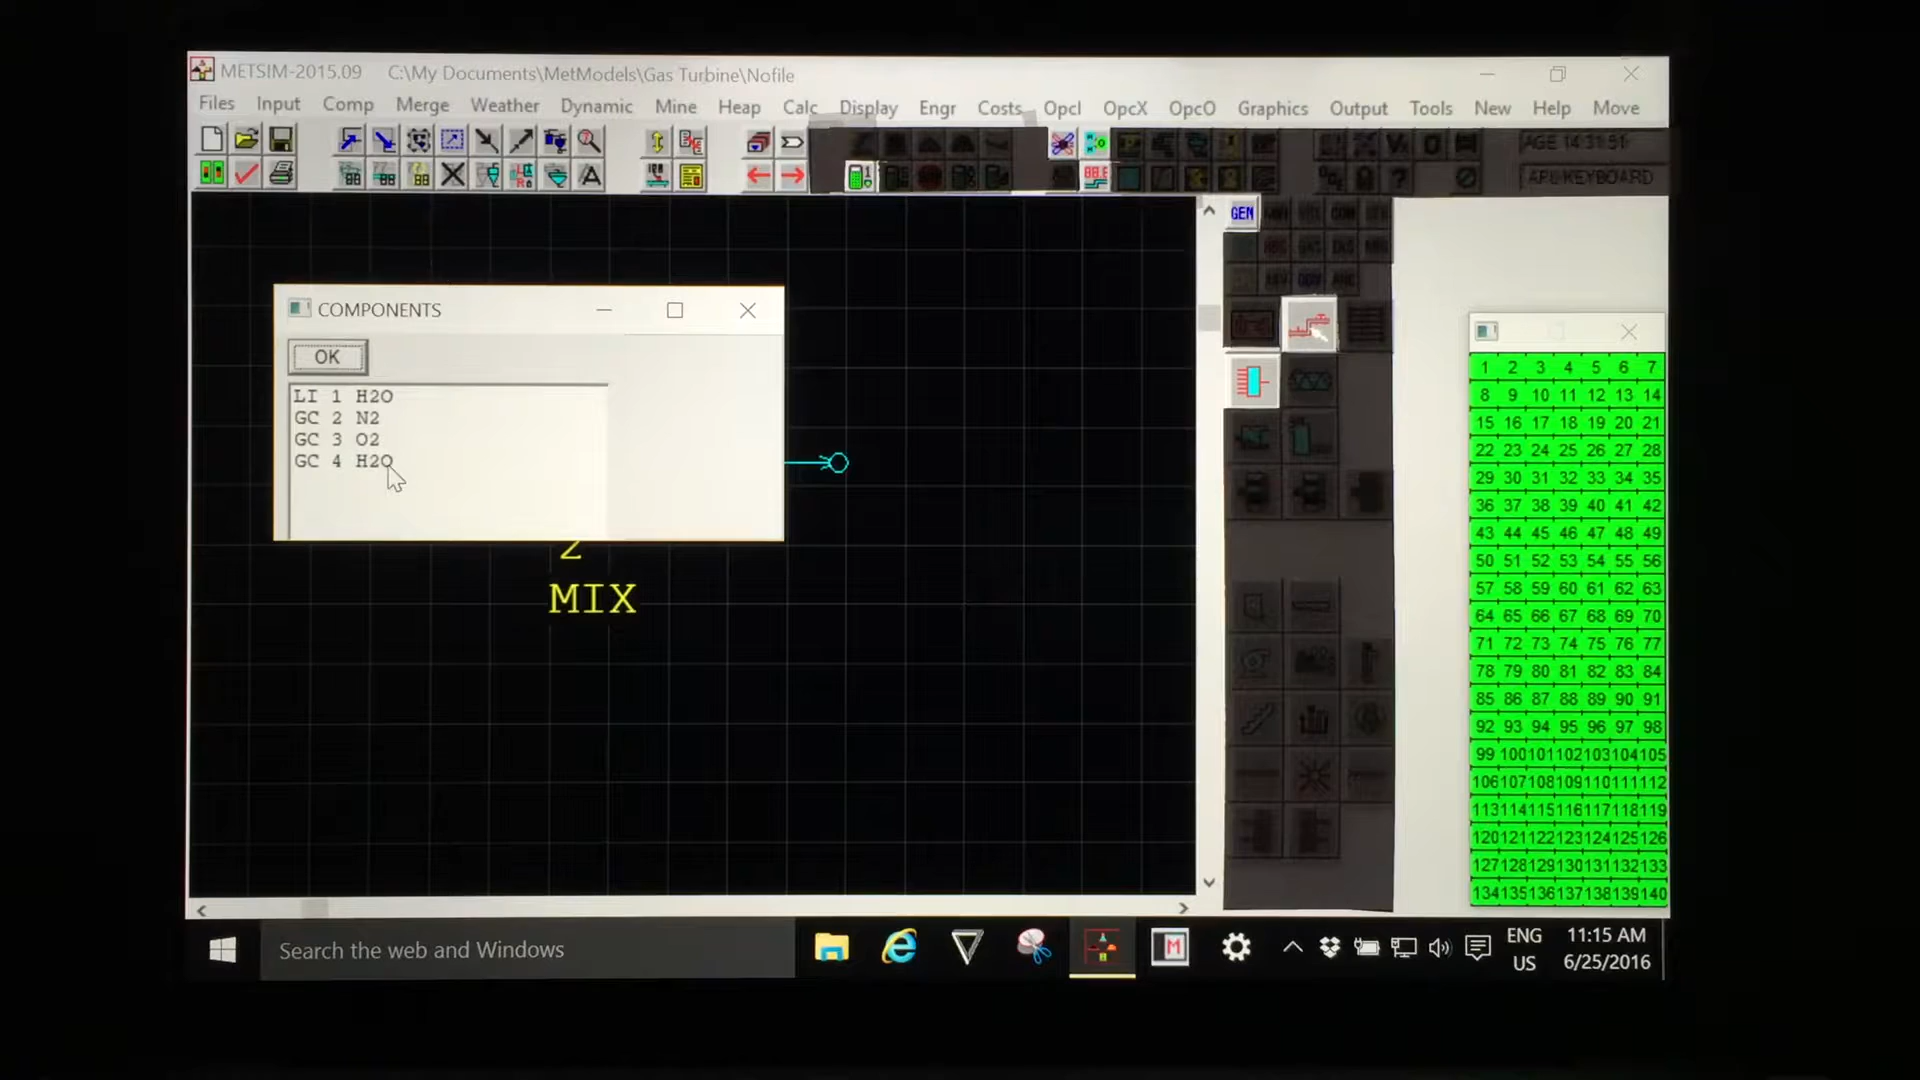 METSIM-2015.09 C:\My Documents\MetModels\Gas Turbine\Nofile
Files Input Comp Merge Weather Dynamic Mine Heap Calc Display Engr Costs OpcI OpcX OpcO Graphics Output Tools New Help Move
AGE 14:31:51
APL KEYBOARD
GEN
COMPONENTS
OK
LI 1 H2O
GC 2 N2
GC 3 O2
GC 4 H2O
2
MIX
1 2 3 4 5 6 7
8 9 10 11 12 13 14
15 16 17 18 19 20 21
22 23 24 25 26 27 28
29 30 31 32 33 34 35
36 37 38 39 40 41 42
43 44 45 46 47 48 49
50 51 52 53 54 55 56
57 58 59 60 61 62 63
64 65 66 67 68 69 70
71 72 73 74 75 76 77
78 79 80 81 82 83 84
85 86 87 88 89 90 91
92 93 94 95 96 97 98
99 100 101 102 103 104 105
106 107 108 109 110 111 112
113 114 115 116 117 118 119
120 121 122 123 124 125 126
127 128 129 130 131 132 133
134 135 136 137 138 139 140
Search the web and Windows
ENG
US
11:15 AM
6/25/2016